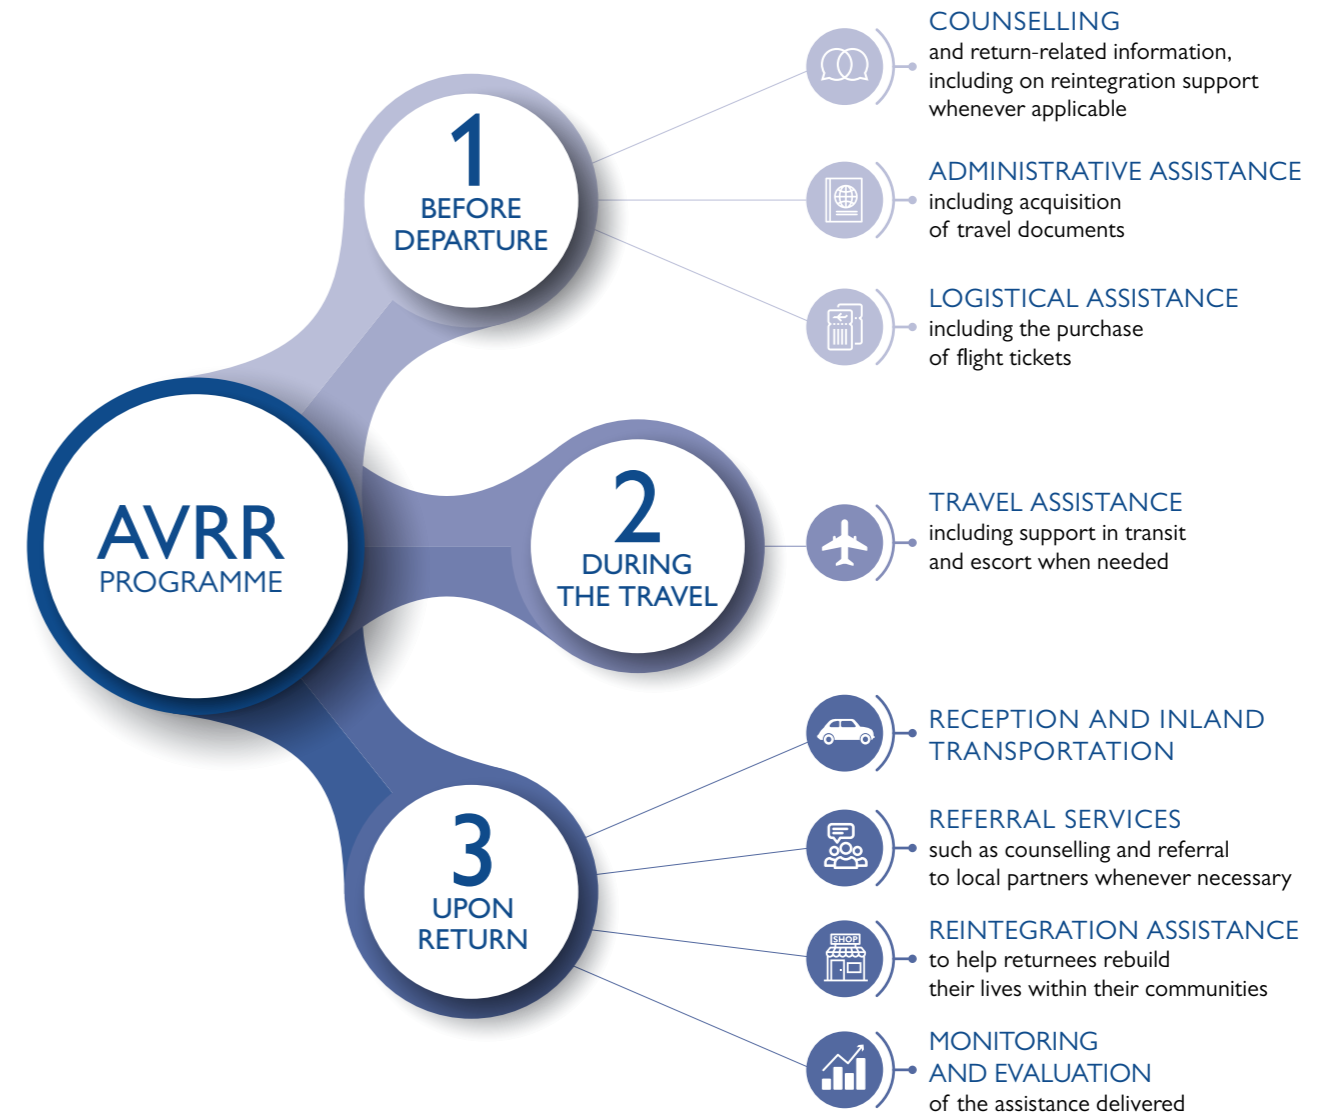 AVRR
PROGRAMME
1
BEFORE
DEPARTURE
COUNSELLING
and return-related information,
including on reintegration support
whenever applicable
ADMINISTRATIVE ASSISTANCE
including acquisition
of travel documents
LOGISTICAL ASSISTANCE
including the purchase
of flight tickets
2
DURING
THE TRAVEL
TRAVEL ASSISTANCE
including support in transit
and escort when needed
3
UPON
RETURN
RECEPTION AND INLAND
TRANSPORTATION
REFERRAL SERVICES
such as counselling and referral
to local partners whenever necessary
SHOP
REINTEGRATION ASSISTANCE
to help returnees rebuild
their lives within their communities
MONITORING
AND EVALUATION
of the assistance delivered